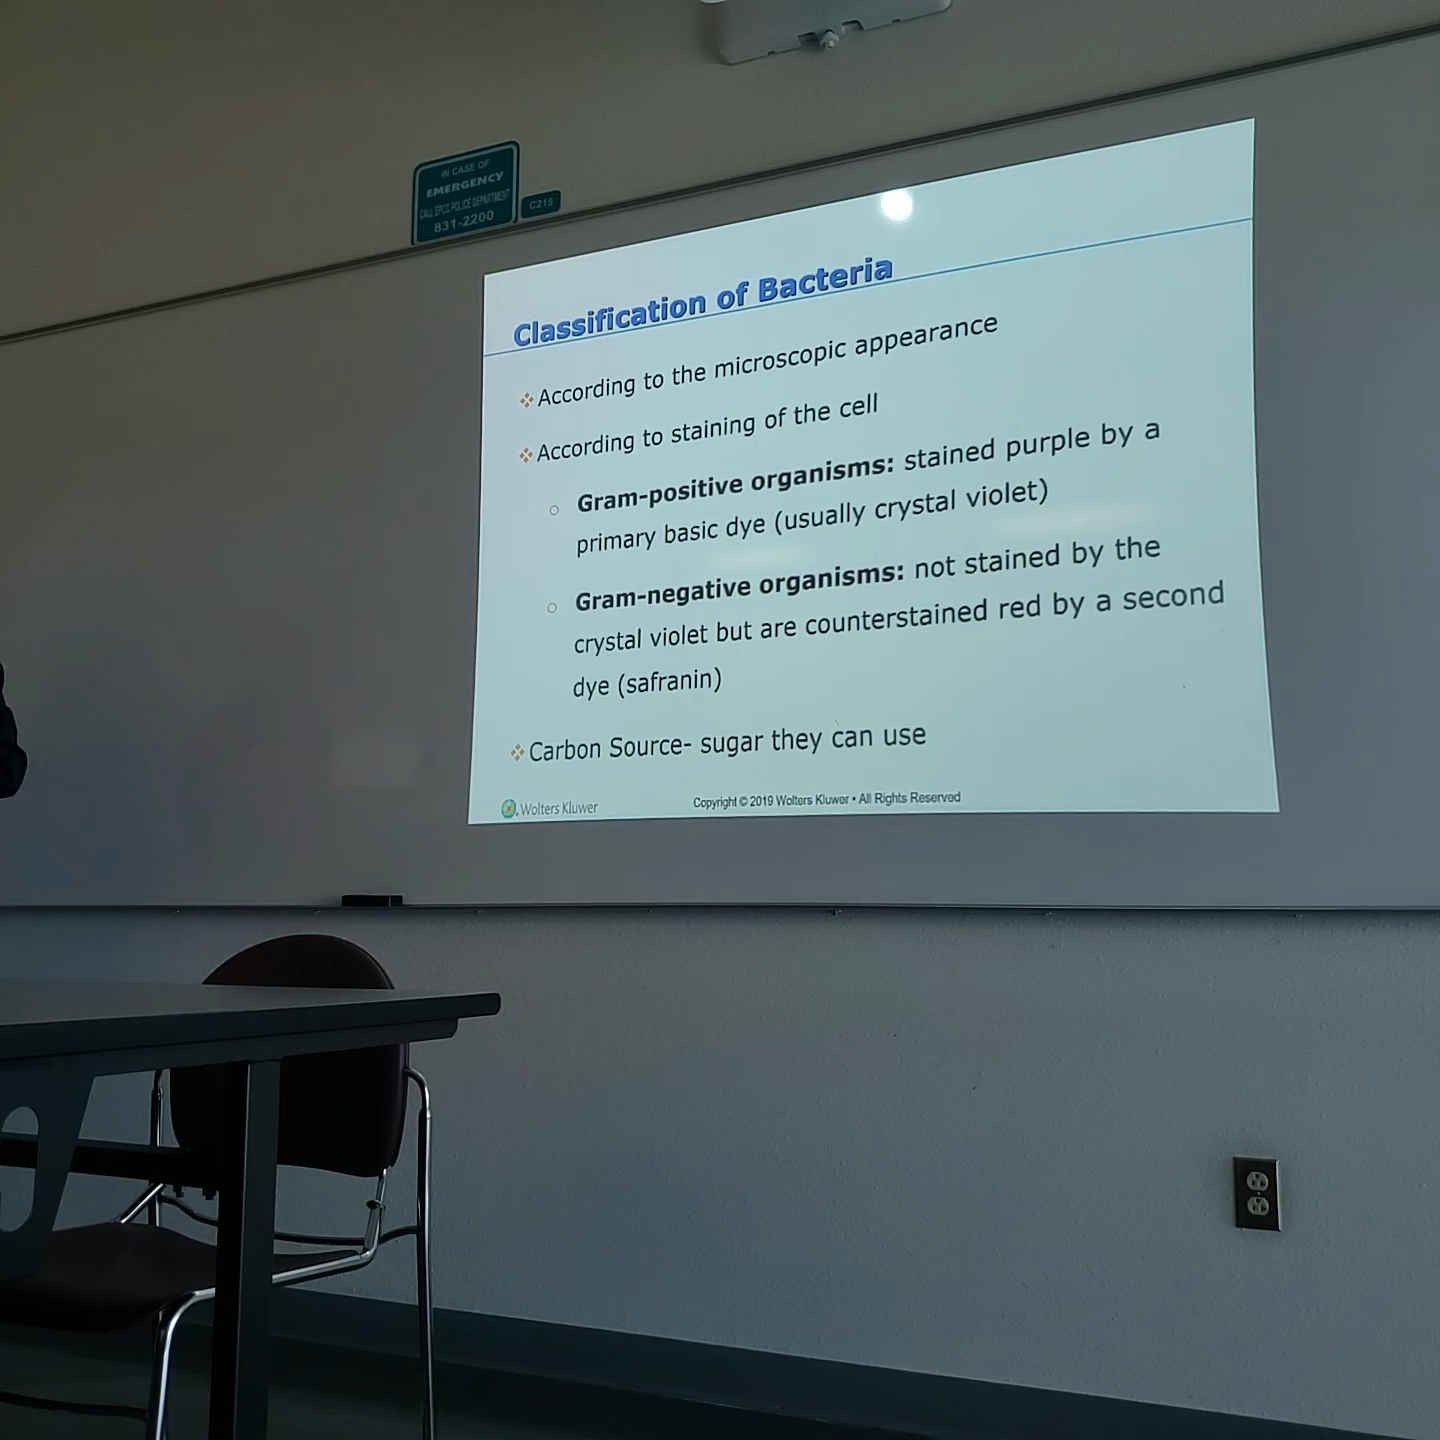 IN CASE OF
EMERGENCY
CALL EPCC POLICE DEPARTMENT
831-2200
C215
Classification of Bacteria
According to the microscopic appearance
According to staining of the cell
Gram-positive organisms: stained purple by a
primary basic dye (usually crystal violet)
Gram-negative organisms: not stained by the
crystal violet but are counterstained red by a second
dye (safranin)
Carbon Source- sugar they can use
Wolters Kluwer
Copyright © 2019 Wolters Kluwer • All Rights Reserved